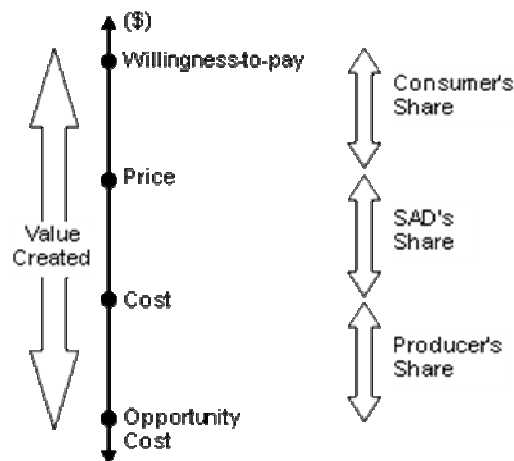 ($)
Willingness-to-pay
Price
Cost
Opportunity
Cost
Value
Created
Consumer's
Share
SAD's
Share
Producer's
Share